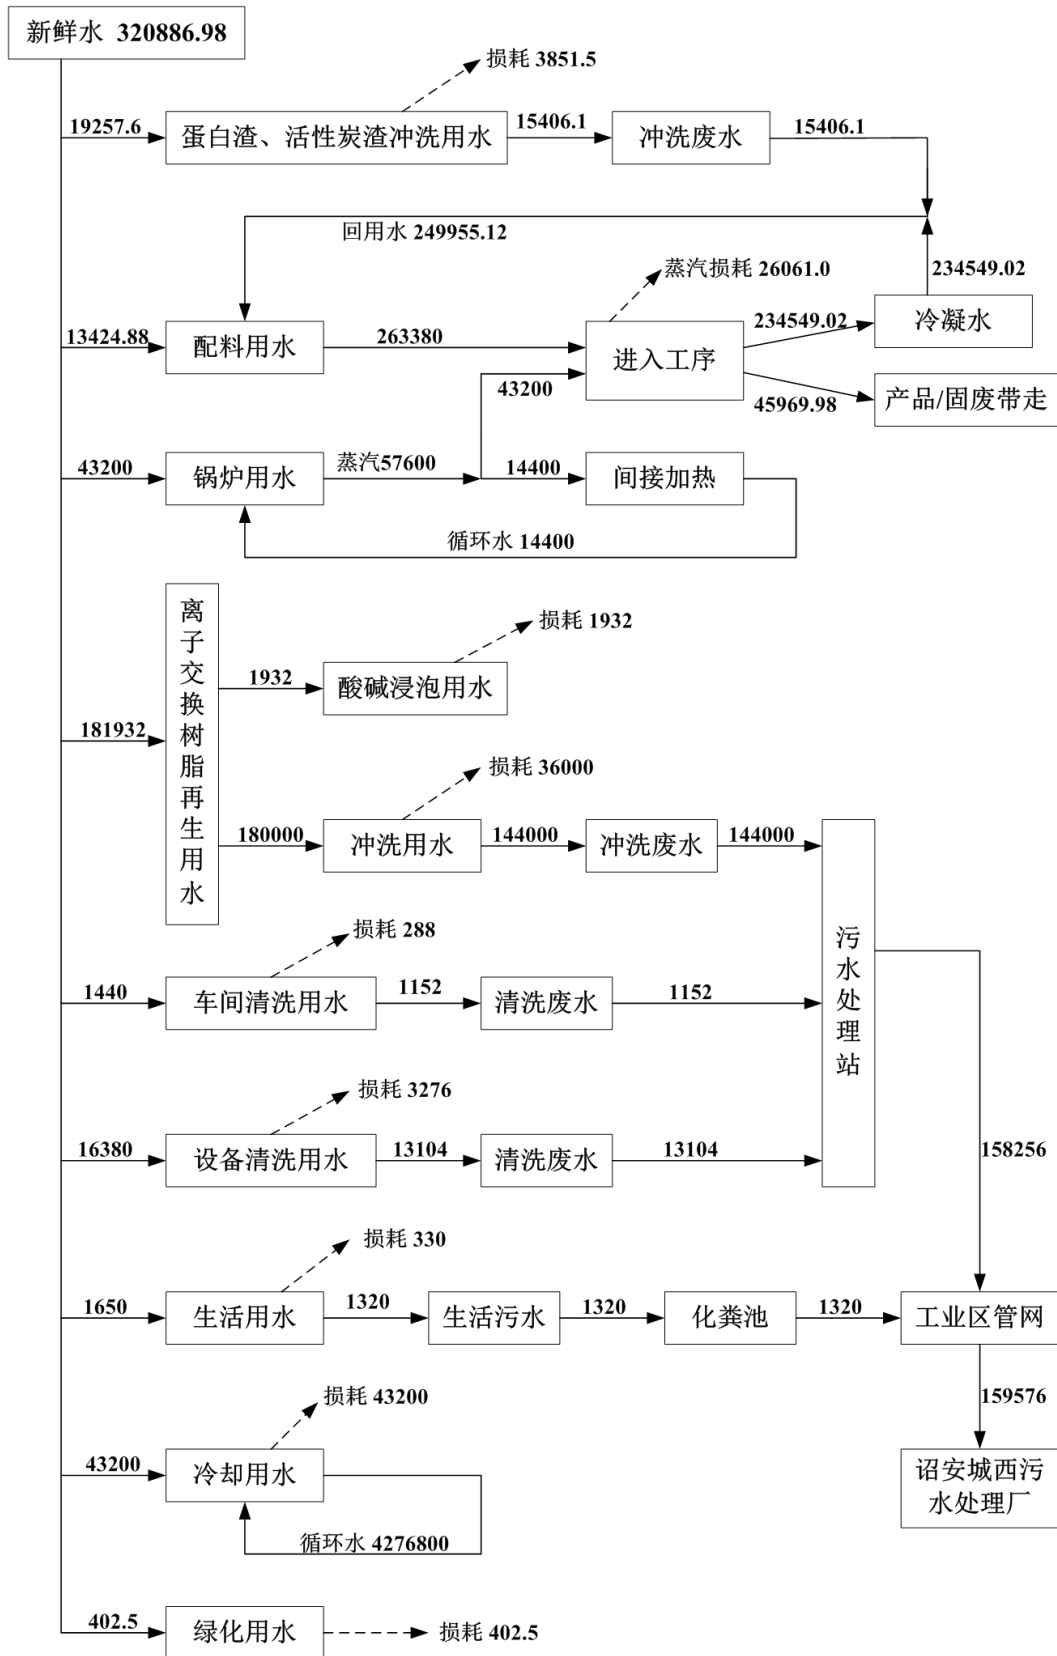 新鲜水 320886.98
损耗 3851.5
19257.6
蛋白渣、活性炭渣冲洗用水
15406.1
冲洗废水
15406.1
回用水 249955.12
蒸汽损耗 26061.0
234549.02
13424.88
配料用水
263380
进入工序
234549.02
冷凝水
43200
45969.98
产品/固废带走
43200
锅炉用水
蒸汽57600
14400
间接加热
循环水 14400
离子交换树脂再生用水
损耗 1932
1932
酸碱浸泡用水
181932
损耗 36000
180000
冲洗用水
144000
冲洗废水
144000
污水处理站
损耗 288
1440
车间清洗用水
1152
清洗废水
1152
损耗 3276
16380
设备清洗用水
13104
清洗废水
13104
158256
损耗 330
1650
生活用水
1320
生活污水
1320
化粪池
1320
工业区管网
损耗 43200
159576
43200
冷却用水
循环水 4276800
诏安城西污
水处理厂
402.5
绿化用水
损耗 402.5